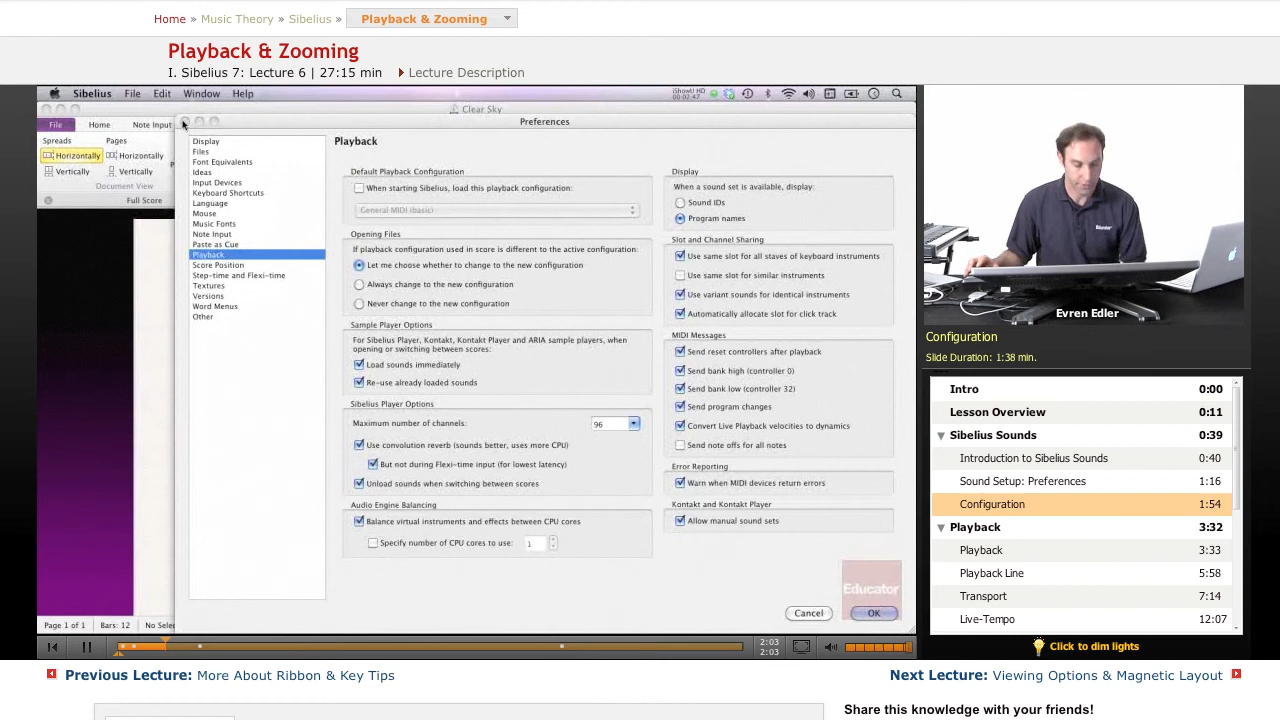 Home » Music Theory » Sibelius » Playback & Zooming
Playback & Zooming
I. Sibelius 7: Lecture 6 | 27:15 min Lecture Description
Sibelius File Edit Window Help
Clear Sky
File Home Note Input
Preferences
Spreads Pages
Horizontally Horizontally
Vertically Vertically
Document View
Full Score
Display
Files
Font Equivalents
Ideas
Input Devices
Keyboard Shortcuts
Language
Mouse
Music Fonts
Note Input
Paste as Cue
Playback
Score Position
Step-time and Flexi-time
Textures
Versions
Word Menus
Other
Playback
Default Playback Configuration
When starting Sibelius, load this playback configuration:
General MIDI (basic)
Opening Files
If playback configuration used in score is different to the active configuration:
Let me choose whether to change to the new configuration
Always change to the new configuration
Never change to the new configuration
Sample Player Options
For Sibelius Player, Kontakt, Kontakt Player and ARIA sample players, when
opening or switching between scores:
Load sounds immediately
Re-use already loaded sounds
Sibelius Player Options
Maximum number of channels: 96
Use convolution reverb (sounds better, uses more CPU)
But not during Flexi-time input (for lowest latency)
Unload sounds when switching between scores
Audio Engine Balancing
Balance virtual instruments and effects between CPU cores
Specify number of CPU cores to use: 1
Display
When a sound set is available, display:
Sound IDs
Program names
Slot and Channel Sharing
Use same slot for all staves of keyboard instruments
Use same slot for similar instruments
Use variant sounds for identical instruments
Automatically allocate slot for click track
MIDI Messages
Send reset controllers after playback
Send bank high (controller 0)
Send bank low (controller 32)
Send program changes
Convert Live Playback velocities to dynamics
Send note offs for all notes
Error Reporting
Warn when MIDI devices return errors
Kontakt and Kontakt Player
Allow manual sound sets
Educator
Cancel OK
Page 1 of 1 Bars: 12 No Selec
2:03
2:03
Evren Edler
Configuration
Slide Duration: 1:38 min.
Intro 0:00
Lesson Overview 0:11
Sibelius Sounds 0:39
Introduction to Sibelius Sounds 0:40
Sound Setup: Preferences 1:16
Configuration 1:54
Playback 3:32
Playback 3:33
Playback Line 5:58
Transport 7:14
Live-Tempo 12:07
Click to dim lights
Previous Lecture: More About Ribbon & Key Tips
Next Lecture: Viewing Options & Magnetic Layout
Share this knowledge with your friends!